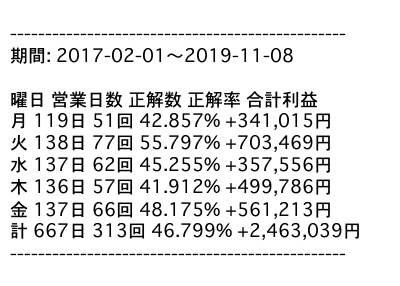 ------------------------------------------------
期間: 2017-02-01〜2019-11-08
曜日 営業日数 正解数 正解率 合計利益
月 119日 51回 42.857% +341,015円
火 138日 77回 55.797% +703,469円
水 137日 62回 45.255% +357,556円
木 136日 57回 41.912% +499,786円
金 137日 66回 48.175% +561,213円
計 667日 313回 46.799% +2,463,039円
------------------------------------------------